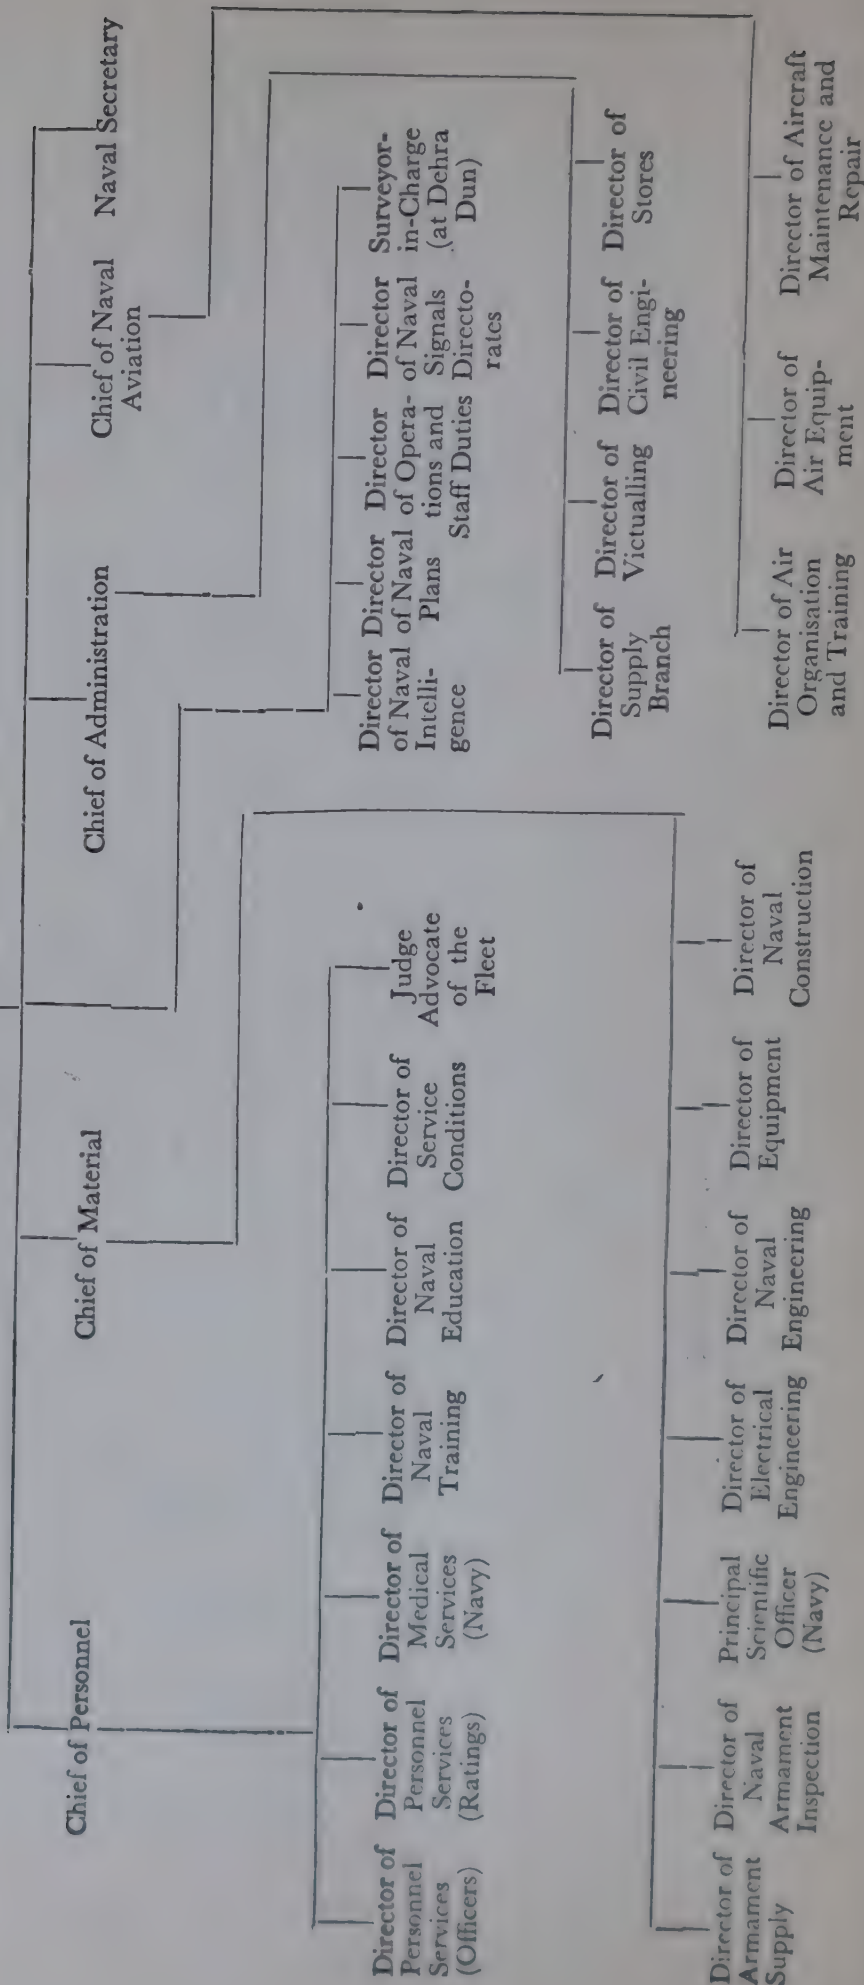 Chief of Personnel
Chief of Material
Chief of Administration
Chief of Naval
Aviation
Naval Secretary
Director of
Personnel
Services
(Officers)
Director of
Personnel
Services
(Ratings)
Director of
Medical
Services
(Navy)
Director of
Naval
Training
Director of
Naval
Education
Director of
Service
Conditions
Judge
Advocate
of the
Fleet
Director
of Naval
Intelli-
gence
Director
of Naval
Plans
Director
of Opera-
tions and
Staff Duties
Director
of Naval
Signals
Directo-
rates
Surveyor-
in-Charge
(at Dehra
Dun)
Director of
Supply
Branch
Director of
Victualling
Director of
Civil Engi-
neering
Director of
Stores
Director of
Armament
Supply
Director of
Naval
Armament
Inspection
Principal
Scientific
Officer
(Navy)
Director of
Electrical
Engineering
Director of
Naval
Engineering
Director of
Equipment
Director of
Naval
Construction
Director of Air
Organisation
and Training
Director of
Air Equip-
ment
Director of Aircraft
Maintenance and
Repair